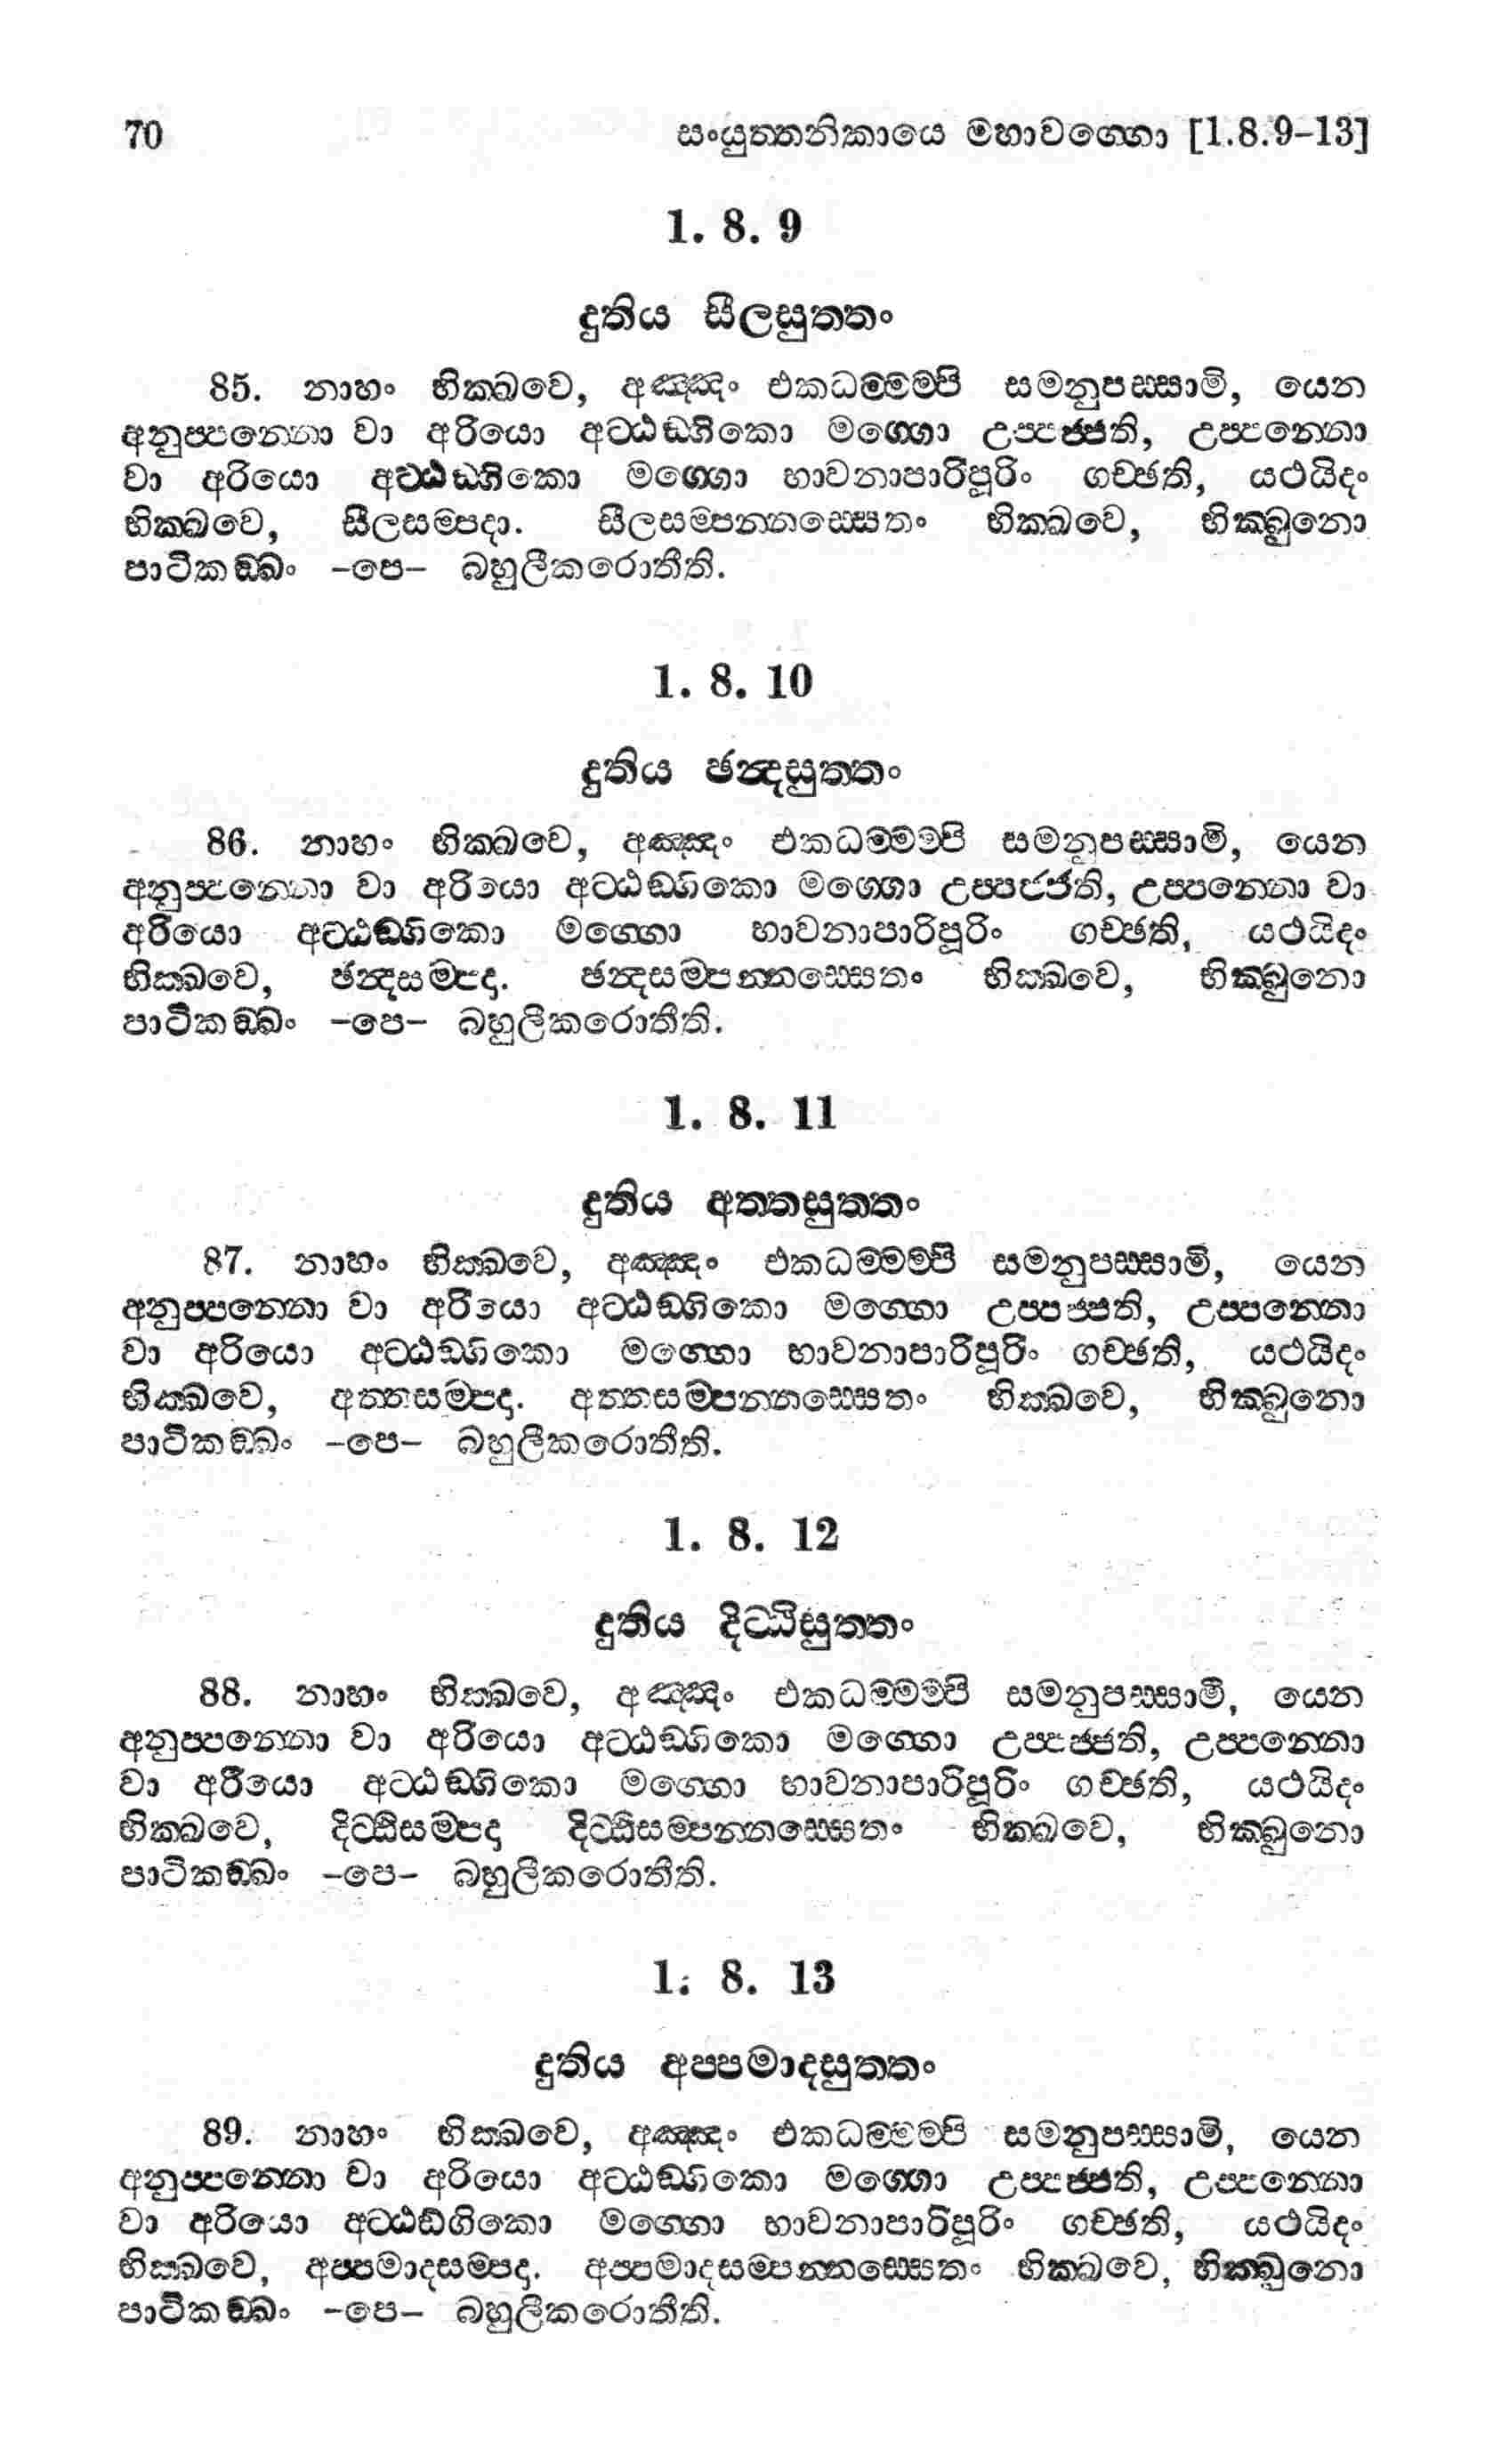 70 සංයුත්තනිකායෙ මහාවග්ගො [1.8.9-13]
1. 8. 9
දුතිය සීලසුත්තං
85. නාහං භික්ඛවෙ, අඤ්ඤං එකධම්මම්පි සමනුපස්සාමි, යෙන
අනුප්පන්නො වා අරියො අට්ඨඞ්ගිකො මග්ගො උප්පජ්ජති, උප්පන්නො
වා අරියො අට්ඨඞ්ගිකො මග්ගො භාවනාපාරිපූරිං ගච්ඡති, යථයිදං
භික්ඛවෙ, සීලසම්පදා. සීලසම්පන්නස්සෙතං භික්ඛවෙ, භික්ඛුනො
පාටිකඞ්ඛං -පෙ- බහුලීකරොතීති.
1. 8. 10
දුතිය ඡන්දසුත්තං
86. නාහං භික්ඛවෙ, අඤ්ඤං එකධම්මම්පි සමනුපස්සාමි, යෙන
අනුප්පන්නො වා අරියො අට්ඨඞ්ගිකො මග්ගො උප්පජ්ජති, උප්පන්නො වා
අරියො අට්ඨඞ්ගිකො මග්ගො භාවනාපාරිපූරිං ගච්ඡති, යථයිදං
භික්ඛවෙ, ඡන්දසම්පදා. ඡන්දසම්පන්නස්සෙතං භික්ඛවෙ, භික්ඛුනො
පාටිකඞ්ඛං -පෙ- බහුලීකරොතීති.
1. 8. 11
දුතිය අත්තසුත්තං
87. නාහං භික්ඛවෙ, අඤ්ඤං එකධම්මම්පි සමනුපස්සාමි, යෙන
අනුප්පන්නො වා අරියො අට්ඨඞ්ගිකො මග්ගො උප්පජ්ජති, උප්පන්නො
වා අරියො අට්ඨඞ්ගිකො මග්ගො භාවනාපාරිපූරිං ගච්ඡති, යථයිදං
භික්ඛවෙ, අත්තසම්පදා. අත්තසම්පන්නස්සෙතං භික්ඛවෙ, භික්ඛුනො
පාටිකඞ්ඛං -පෙ- බහුලීකරොතීති.
1. 8. 12
දුතිය දිට්ඨිසුත්තං
88. නාහං භික්ඛවෙ, අඤ්ඤං එකධම්මම්පි සමනුපස්සාමි, යෙන
අනුප්පන්නො වා අරියො අට්ඨඞ්ගිකො මග්ගො උප්පජ්ජති, උප්පන්නො
වා අරියො අට්ඨඞ්ගිකො මග්ගො භාවනාපාරිපූරිං ගච්ඡති, යථයිදං
භික්ඛවෙ, දිට්ඨිසම්පදා දිට්ඨිසම්පන්නස්සෙතං භික්ඛවෙ, භික්ඛුනො
පාටිකඞ්ඛං -පෙ- බහුලීකරොතීති.
1. 8. 13
දුතිය අප්පමාදසුත්තං
89. නාහං භික්ඛවෙ, අඤ්ඤං එකධම්මම්පි සමනුපස්සාමි, යෙන
අනුප්පන්නො වා අරියො අට්ඨඞ්ගිකො මග්ගො උප්පජ්ජති, උප්පන්නො
වා අරියො අට්ඨඞ්ගිකො මග්ගො භාවනාපාරිපූරිං ගච්ඡති, යථයිදං
භික්ඛවෙ, අප්පමාදසම්පදා. අප්පමාදසම්පන්නස්සෙතං භික්ඛවෙ, භික්ඛුනො
පාටිකඞ්ඛං -පෙ- බහුලීකරොතීති.